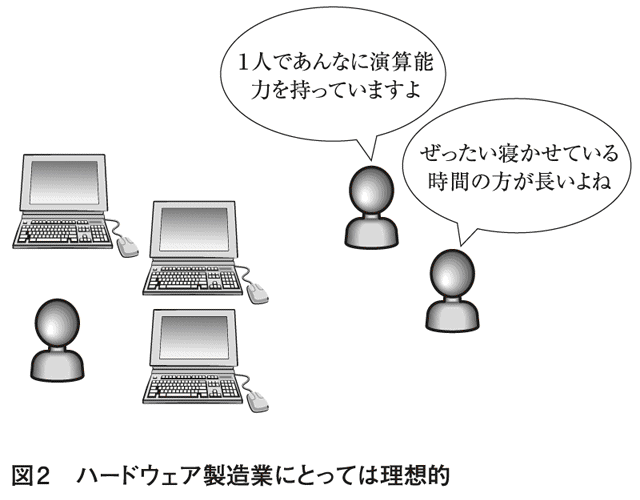 1人であんなに演算能
力を持っていますよ
ぜったい寝かせている
時間の方が長いよね
図2 ハードウェア製造業にとっては理想的